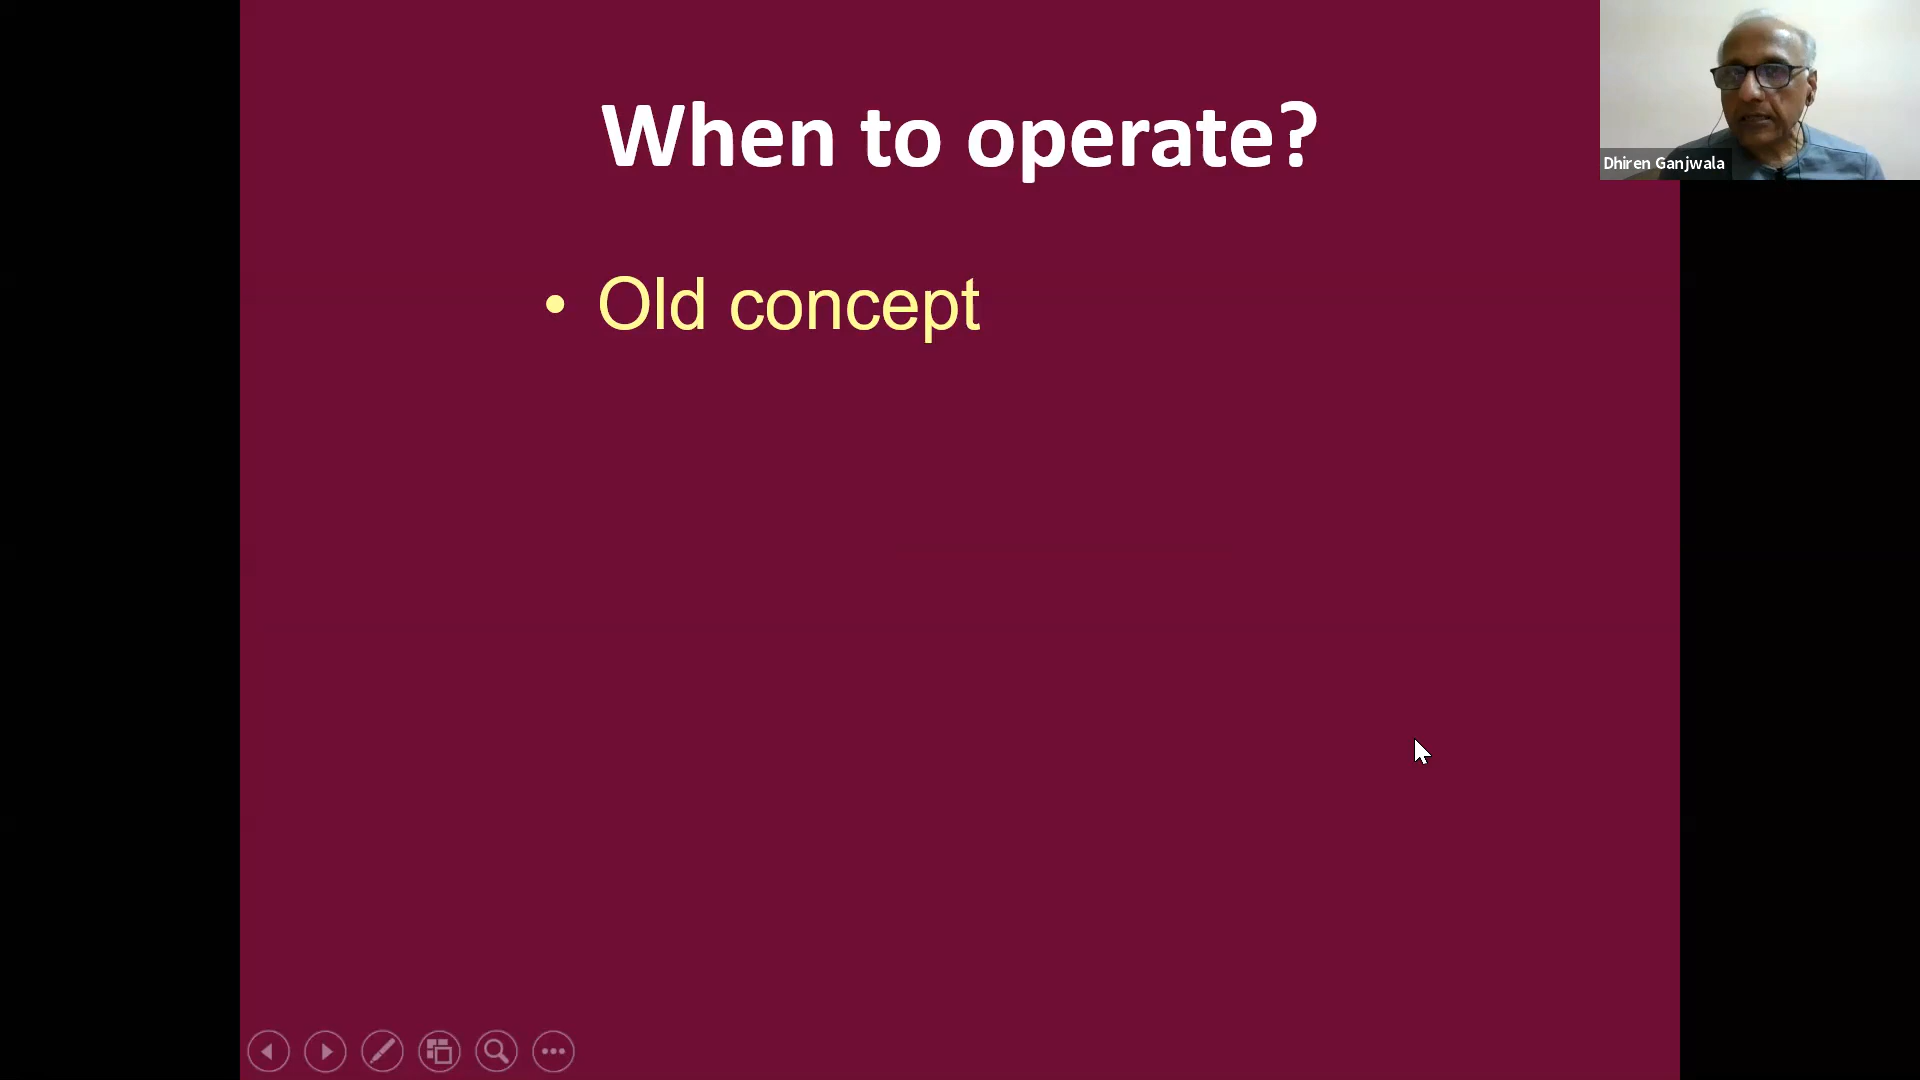 When to operate?
• Old concept
Dhiren Ganjwala